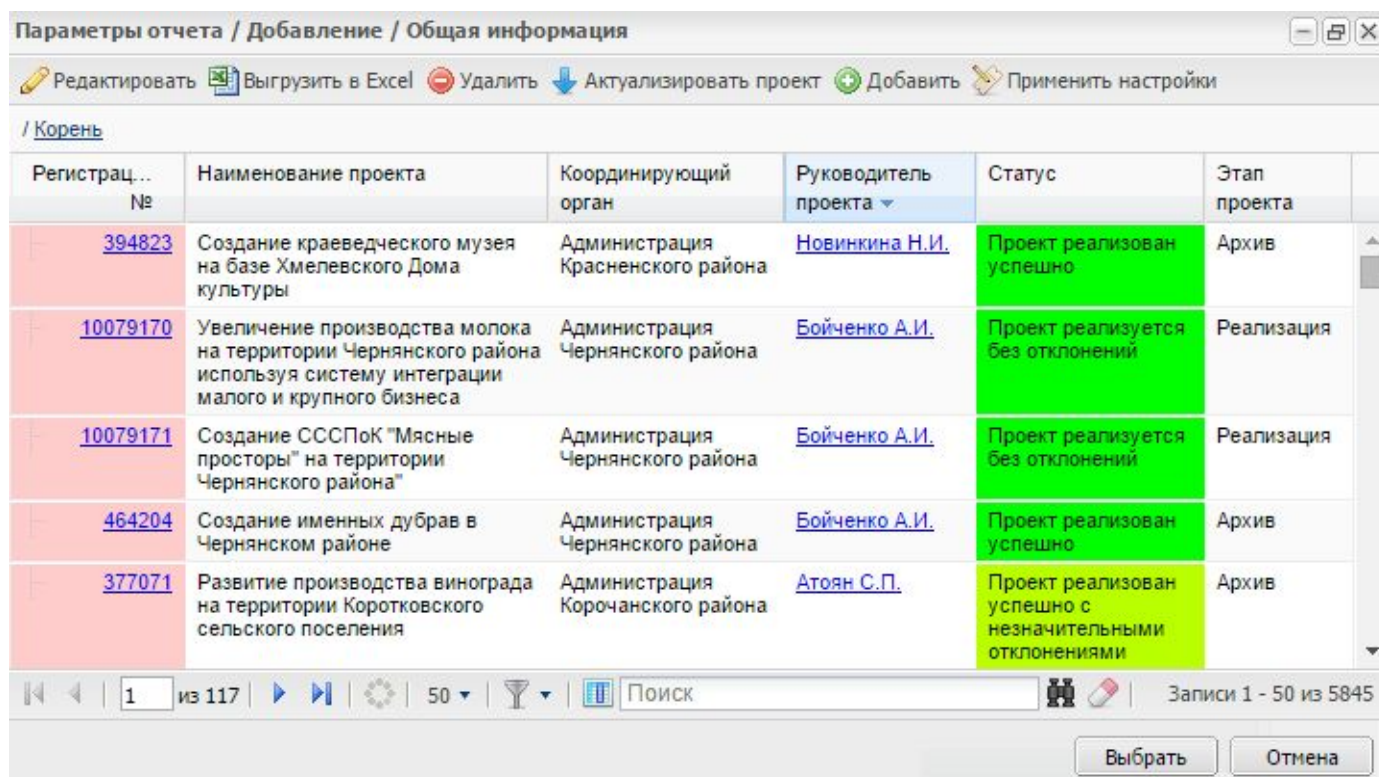 Параметры отчета / Добавление / Общая информация
Редактировать Выгрузить в Excel Удалить Актуализировать проект Добавить Применить настройки
/ Корень
Регистрац...
№
Наименование проекта
Координирующий
орган
Руководитель
проекта
Статус
Этап
проекта
394823
Создание краеведческого музея
на базе Хмелевского Дома
культуры
Администрация
Красненского района
Новинкина Н.И.
Проект реализован
успешно
Архив
10079170
Увеличение производства молока
на территории Чернянского района
используя систему интеграции
малого и крупного бизнеса
Администрация
Чернянского района
Бойченко А.И.
Проект реализуется
без отклонений
Реализация
10079171
Создание СССПоК "Мясные
просторы" на территории
Чернянского района"
Администрация
Чернянского района
Бойченко А.И.
Проект реализуется
без отклонений
Реализация
464204
Создание именных дубрав в
Чернянском районе
Администрация
Чернянского района
Бойченко А.И.
Проект реализован
успешно
Архив
377071
Развитие производства винограда
на территории Коротковского
сельского поселения
Администрация
Корочанского района
Атоян С.П.
Проект реализован
успешно с
незначительными
отклонениями
Архив
1 из 117 50 Поиск Записи 1 - 50 из 5845
Выбрать Отмена